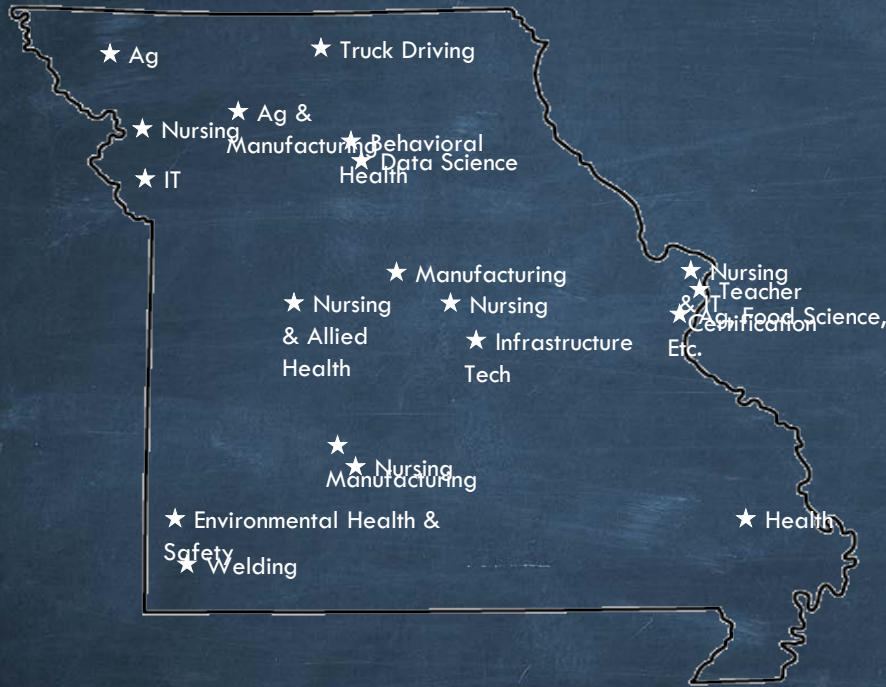 Ag
Truck Driving
Ag &
Manufacturing
Nursing
Behavioral
Health
Data Science
IT
Manufacturing
Nursing
& Allied
Health
Nursing
Infrastructure
Tech
Nursing
& IT
Teacher
Certification
Ag, Food Science,
Etc.
Manufacturing
Nursing
Environmental Health &
Safety
Welding
Health